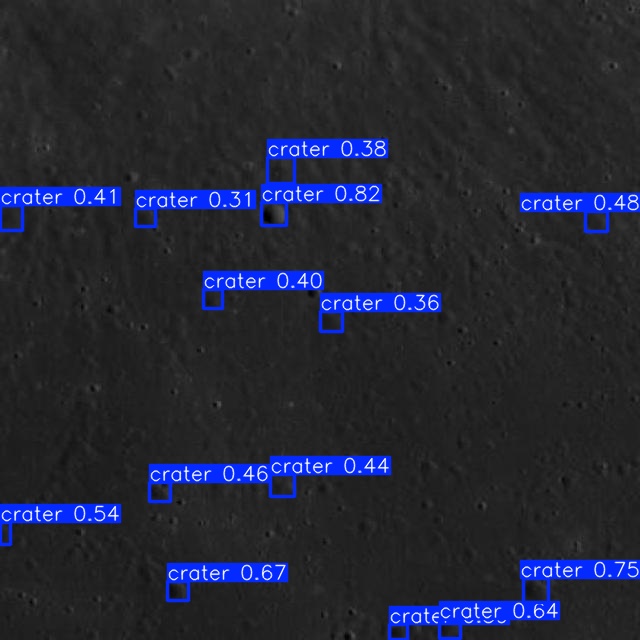 crater 0.38
crater 0.41
crater 0.31
crater 0.82
crater 0.48
crater 0.40
crater 0.36
crater 0.46
crater 0.44
crater 0.54
crater 0.67
crater 0.75
crater 0.64